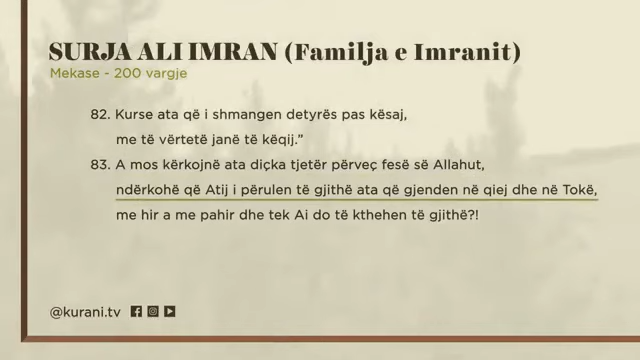 SURJA ALI IMRAN (Familja e Imranit)
Mekase - 200 vargje
82. Kurse ata që i shmangen detyrës pas kësaj,
me të vërtetë janë të këqij.”
83. A mos kërkojnë ata diçka tjetër përveç fesë së Allahut,
ndërkohë që Atij i përulen të gjithë ata që gjenden në qiej dhe në Tokë,
me hir a me pahir dhe tek Ai do të kthehen të gjithë?!
@kurani.tv